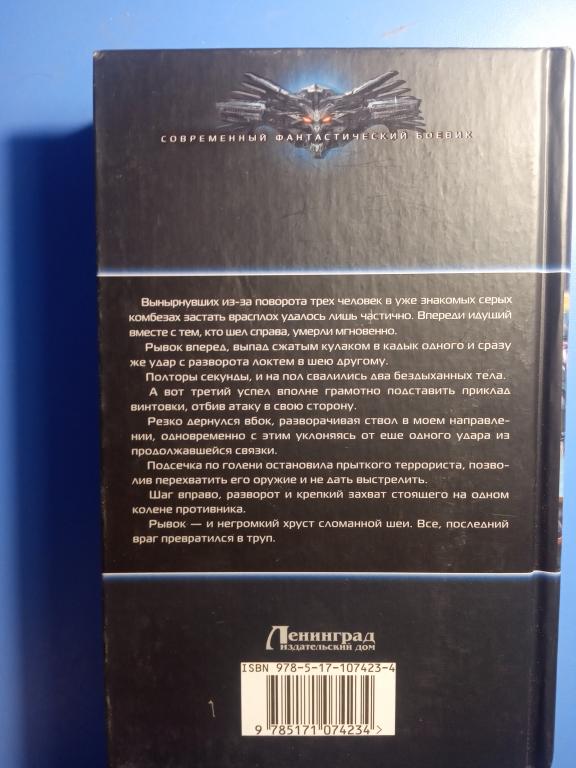 СОВРЕМЕННЫЙ ФАНТАСТИЧЕСКИЙ БОЕВИК
Вынырнувших из-за поворота трех человек в уже знакомых серых
комбезах застать врасплох удалось лишь частично. Впереди идущий
вместе с тем, кто шел справа, умерли мгновенно.
Рывок вперед, выпад сжатым кулаком в кадык одного и сразу
же удар с разворота локтем в шею другому.
Полторы секунды, и на пол свалились два бездыханных тела.
А вот третий успел вполне грамотно подставить приклад
винтовки, отбив атаку в свою сторону.
Резко дернулся вбок, разворачивая ствол в моем направле-
нии, одновременно с этим уклоняясь от еще одного удара из
продолжавшейся связки.
Подсечка по голени остановила прыткого террориста, позво-
лив перехватить его оружие и не дать выстрелить.
Шаг вправо, разворот и крепкий захват стоящего на одном
колене противника.
Рывок — и негромкий хруст сломанной шеи. Все, последний
враг превратился в труп.
Ленинград
издательский дом
ISBN 978-5-17-107423-4
9 785171 074234 >